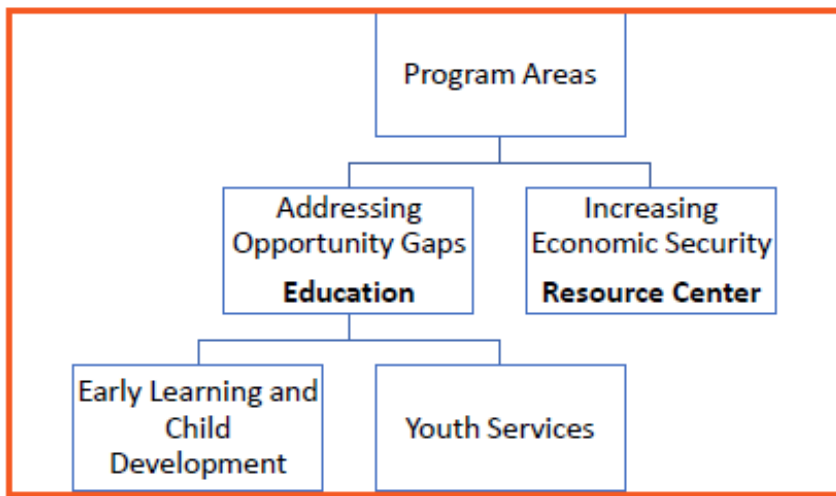 Program Areas
Addressing
Opportunity Gaps
Education
Increasing
Economic Security
Resource Center
Early Learning and
Child
Development
Youth Services